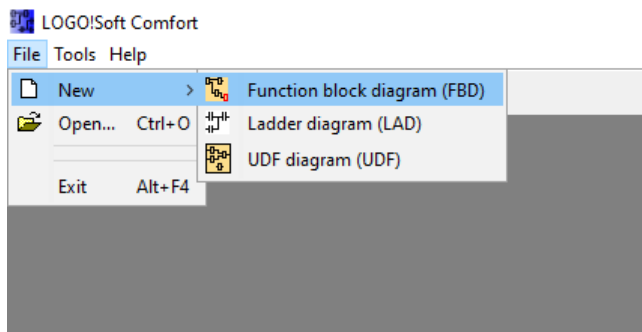 LOGO!Soft Comfort
File Tools Help
New > Function block diagram (FBD)
Open... Ctrl+O Ladder diagram (LAD)
UDF diagram (UDF)
Exit Alt+F4